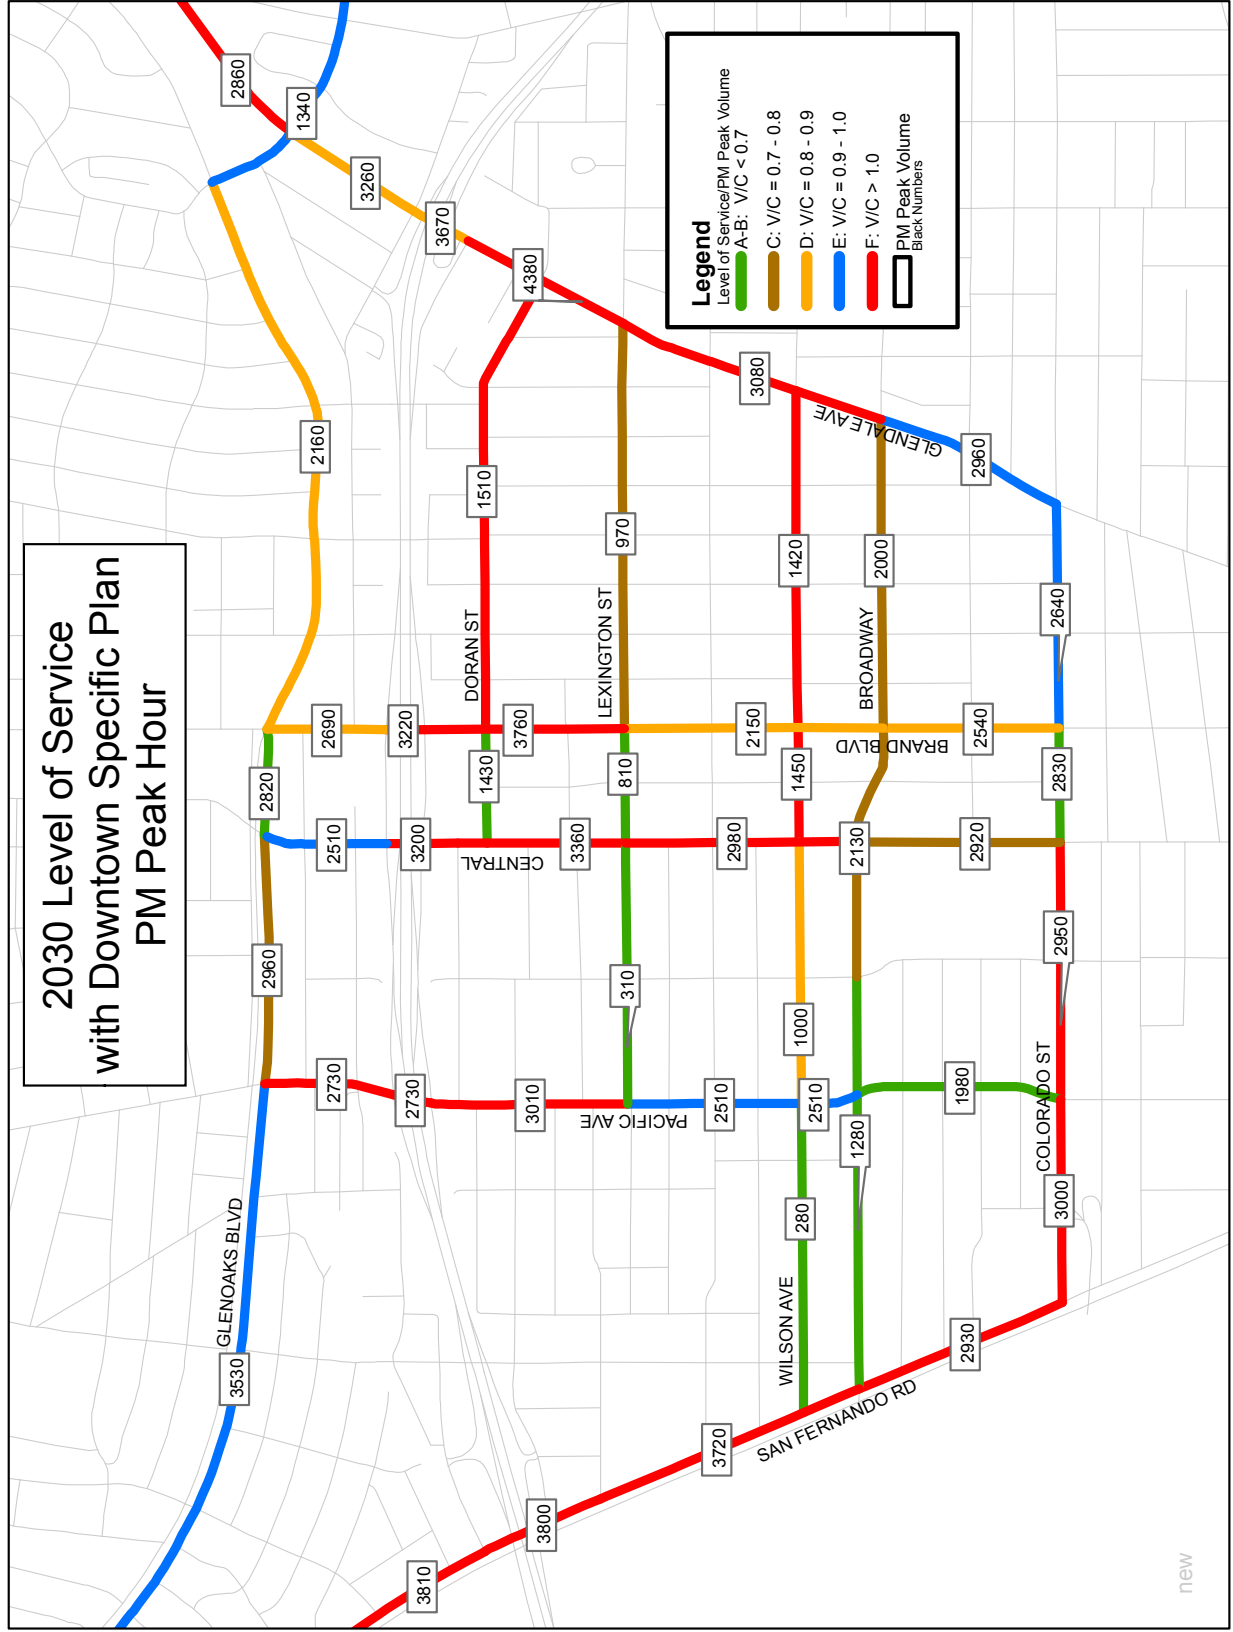 2030 Level of Service
with Downtown Specific Plan
PM Peak Hour
Legend
Level of Service/PM Peak Volume
A-B: V/C < 0.7
C: V/C = 0.7 - 0.8
D: V/C = 0.8 - 0.9
E: V/C = 0.9 - 1.0
F: V/C > 1.0
PM Peak Volume
Black Numbers
GLENOAKS BLVD
3530
2960
2820
2160
1340
2860
3260
3670
4380
2730
2510
2690
2730
3200
3220
DORAN ST
1430
1510
3810
3800
3010
CENTRAL
3360
3760
LEXINGTON ST
310
810
970
PACIFIC AVE
3720
2510
2980
2150
3080
WILSON AVE
280
2510
1000
1450
1420
GLENDALE AVE
BROADWAY
1280
2130
2000
BRAND BLVD
SAN FERNANDO RD
2930
1980
2920
2540
2960
COLORADO ST
3000
2950
2830
2640
new